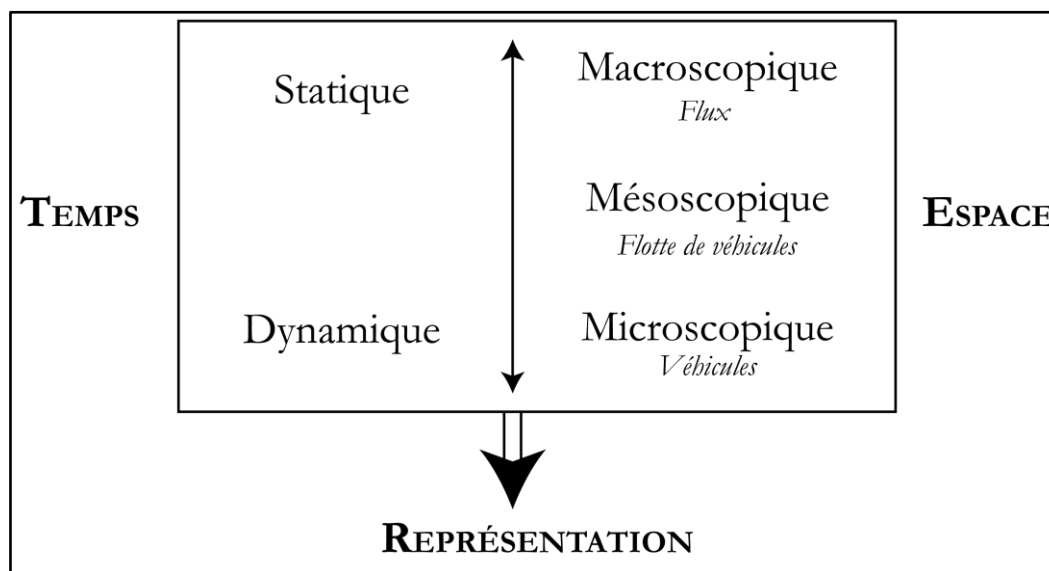 Statique
Macroscopique
Flux
TEMPS
Mésoscopique
Flotte de véhicules
ESPACE
Dynamique
Microscopique
Véhicules
REPRÉSENTATION